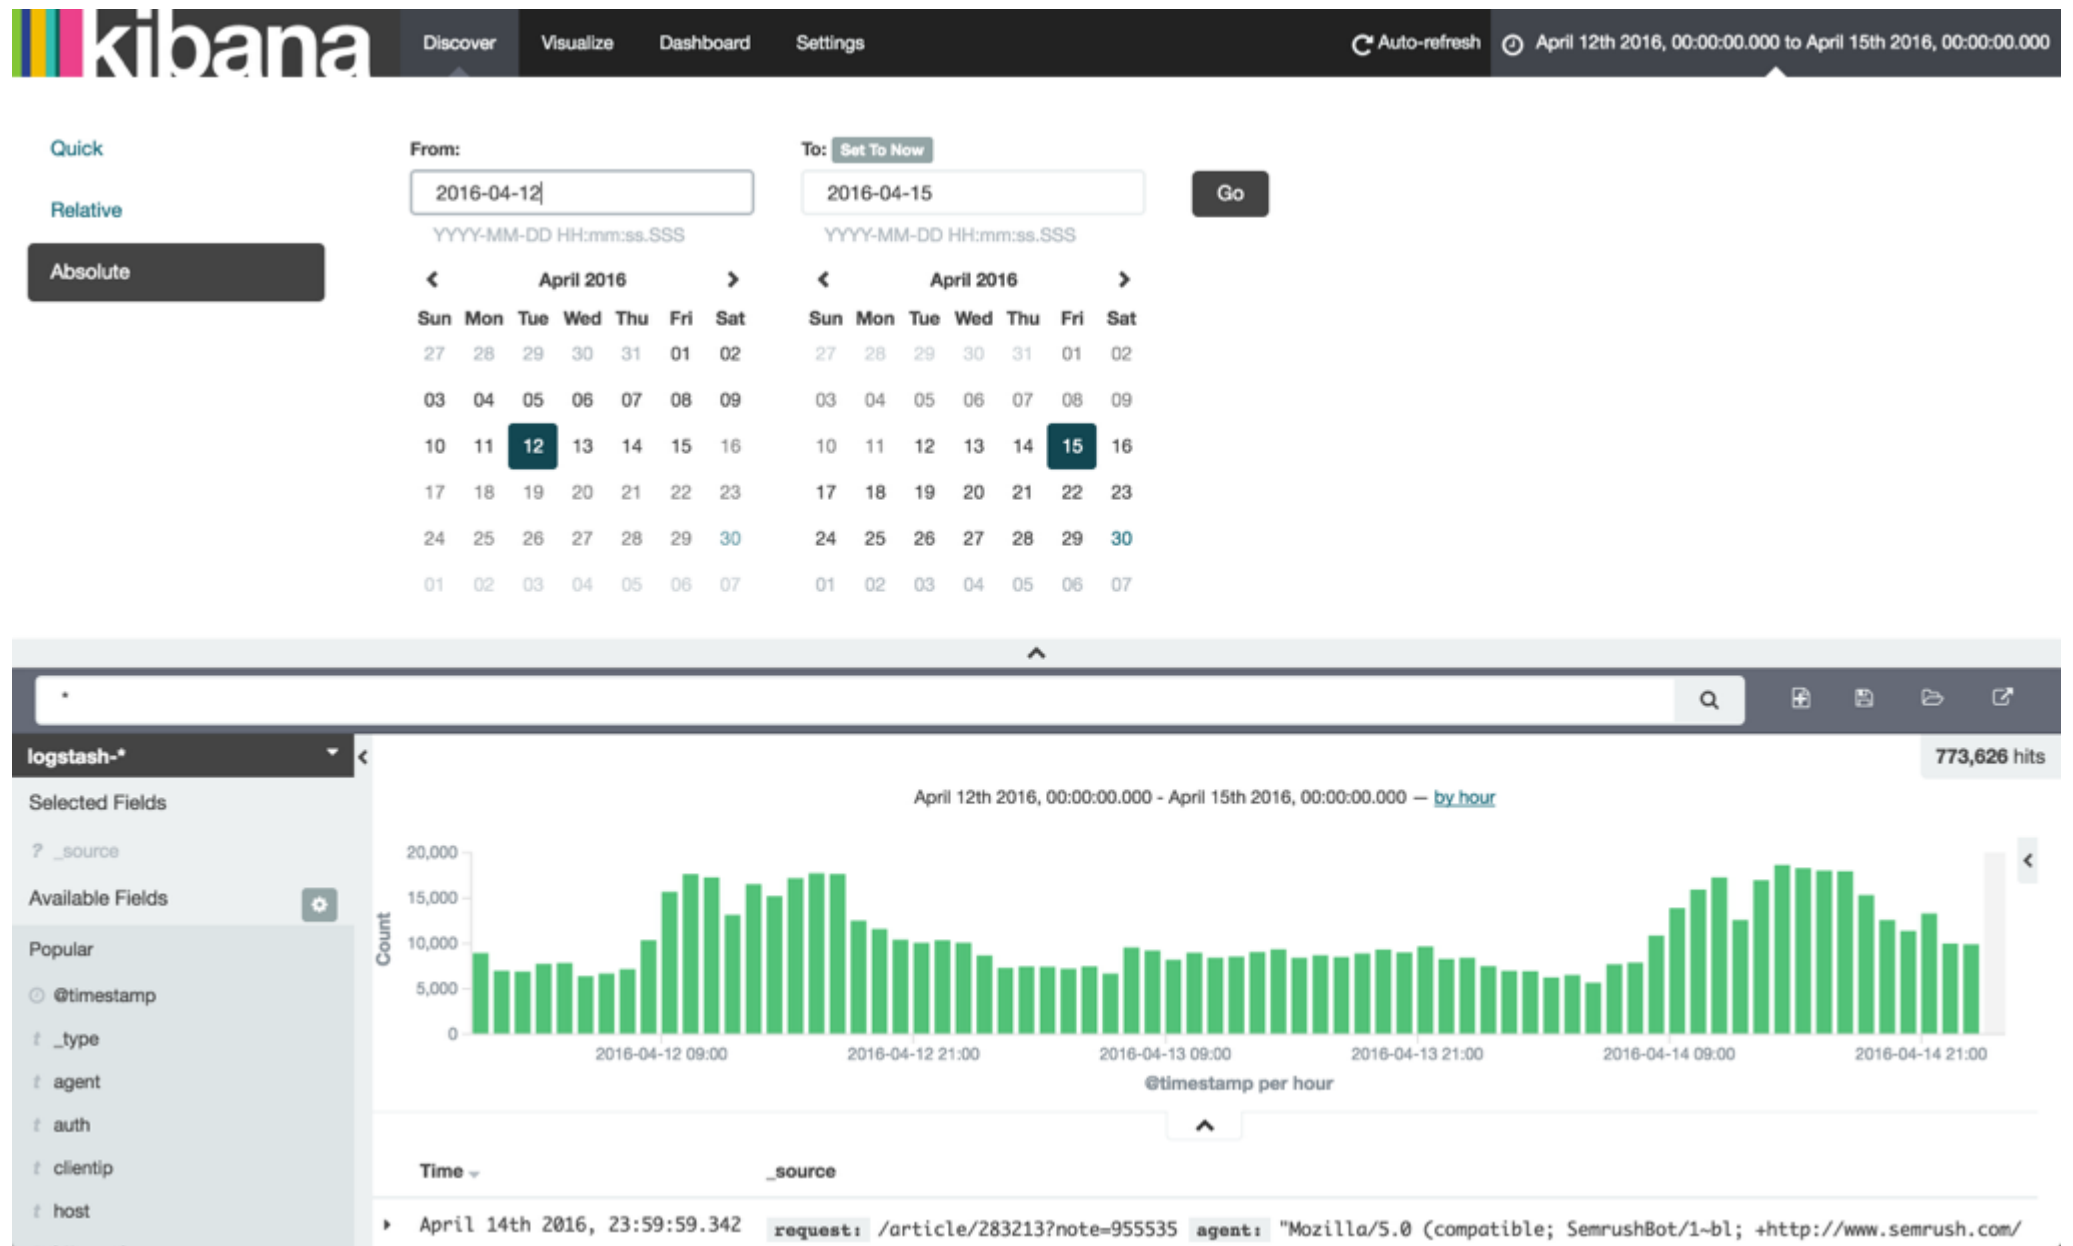 kibana Discover Visualize Dashboard Settings Auto-refresh April 12th 2016, 00:00:00.000 to April 15th 2016, 00:00:00.000
Quick
Relative
Absolute
From:
2016-04-12
YYYY-MM-DD HH:mm:ss.SSS
April 2016
Sun Mon Tue Wed Thu Fri Sat
27 28 29 30 31 01 02
03 04 05 06 07 08 09
10 11 12 13 14 15 16
17 18 19 20 21 22 23
24 25 26 27 28 29 30
01 02 03 04 05 06 07
To: Set To Now
2016-04-15
YYYY-MM-DD HH:mm:ss.SSS
April 2016
Sun Mon Tue Wed Thu Fri Sat
27 28 29 30 31 01 02
03 04 05 06 07 08 09
10 11 12 13 14 15 16
17 18 19 20 21 22 23
24 25 26 27 28 29 30
01 02 03 04 05 06 07
Go
*
logstash-*
Selected Fields
? _source
Available Fields
Popular
@timestamp
t _type
t agent
t auth
t clientip
t host
773,626 hits
April 12th 2016, 00:00:00.000 - April 15th 2016, 00:00:00.000 — by hour
Count
20,000
15,000
10,000
5,000
0
2016-04-12 09:00 2016-04-12 21:00 2016-04-13 09:00 2016-04-13 21:00 2016-04-14 09:00 2016-04-14 21:00
@timestamp per hour
Time _source
April 14th 2016, 23:59:59.342 request: /article/283213?note=955535 agent: "Mozilla/5.0 (compatible; SemrushBot/1~bl; +http://www.semrush.com/